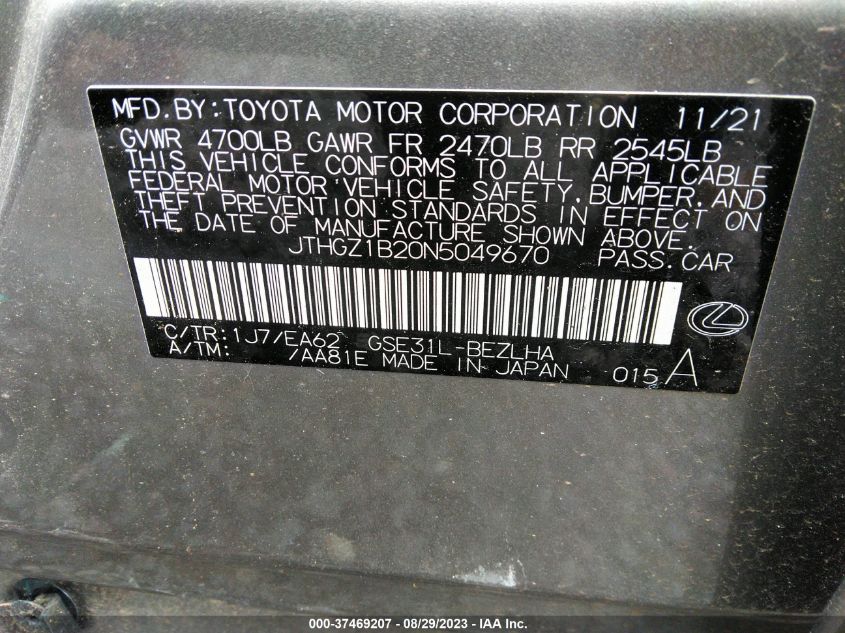 MFD.BY:TOYOTA MOTOR CORPORATION 11/21
GVWR 4700LB GAWR FR 2470LB RR 2545LB
THIS VEHICLE CONFORMS TO ALL APPLICABLE
FEDERAL MOTOR VEHICLE SAFETY,BUMPER,AND
THEFT PREVENTION STANDARDS IN EFFECT ON
THE DATE OF MANUFACTURE SHOWN ABOVE.
JTHGZ1B20N5049670 PASS.CAR
C/TR:1J7/EA62 GSE31L-BEZLHA
A/TM: /AA81E MADE IN JAPAN 015 A
000-37469207 - 08/29/2023 - © IAA Inc.